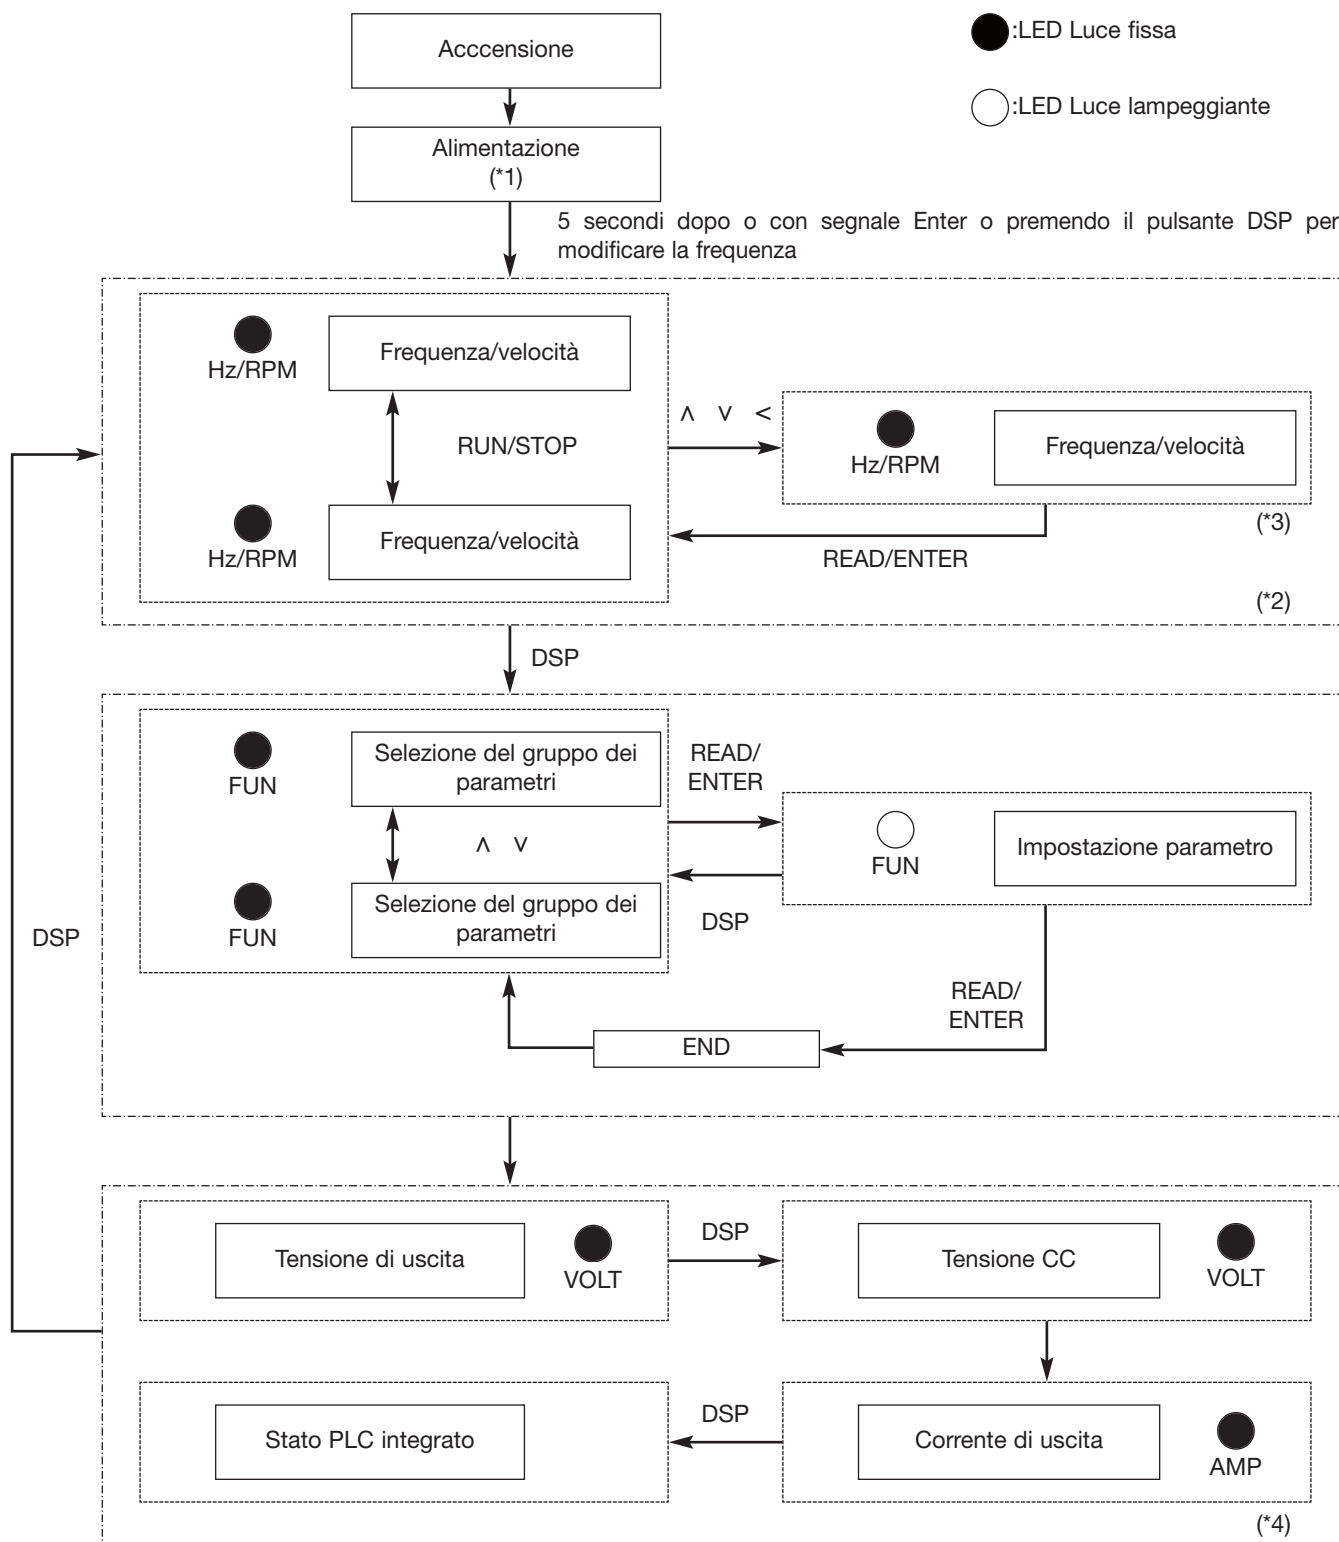 Acccensione
:LED Luce fissa
:LED Luce lampeggiante
Alimentazione
(*1)
5 secondi dopo o con segnale Enter o premendo il pulsante DSP per
modificare la frequenza
Hz/RPM
Frequenza/velocità
RUN/STOP
Hz/RPM
Frequenza/velocità
∧ ∨ <
Hz/RPM
Frequenza/velocità
(*3)
READ/ENTER
(*2)
DSP
FUN
Selezione del gruppo dei
parametri
∧ ∨
FUN
Selezione del gruppo dei
parametri
READ/
ENTER
FUN
Impostazione parametro
DSP
READ/
ENTER
END
DSP
Tensione di uscita
VOLT
DSP
Tensione CC
VOLT
Stato PLC integrato
DSP
Corrente di uscita
AMP
(*4)